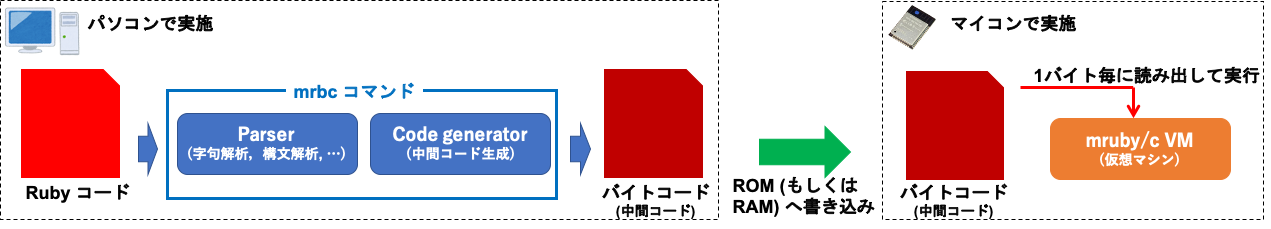 パソコンで実施
mrbc コマンド
Parser
(字句解析, 構文解析, …)
Code generator
(中間コード生成)
Ruby コード
バイトコード
(中間コード)
ROM (もしくは
RAM) へ書き込み
マイコンで実施
1バイト毎に読み出して実行
mruby/c VM
(仮想マシン)
バイトコード
(中間コード)